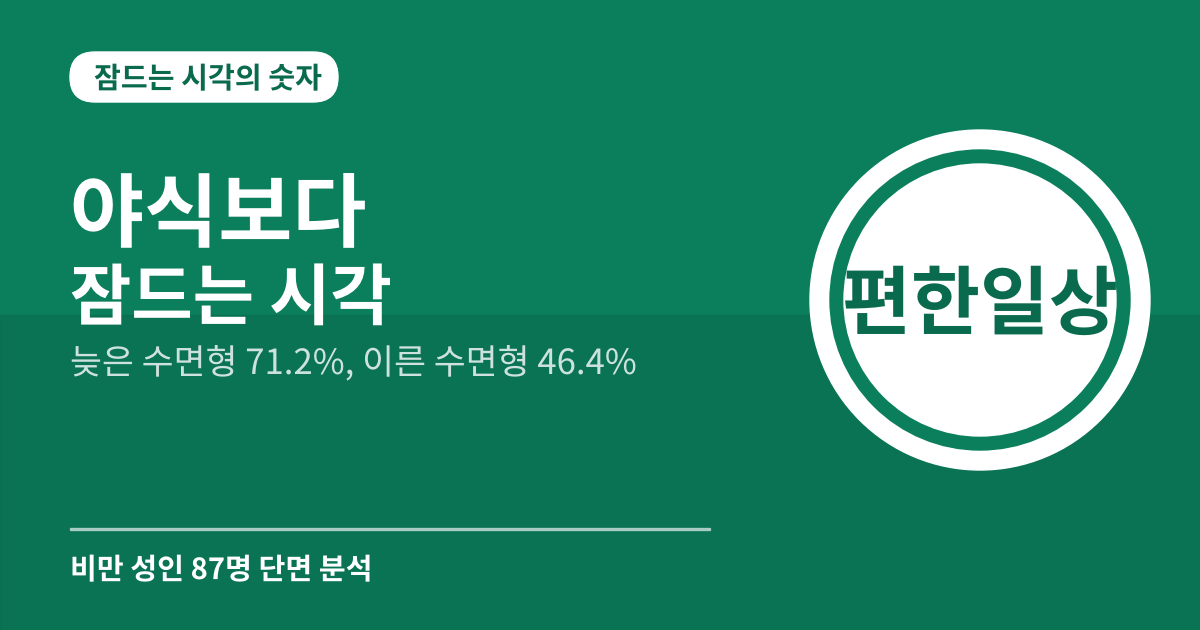 잠드는 시각의 숫자
야식보다
잠드는 시각
늦은 수면형 71.2%, 이른 수면형 46.4%
편한일상
비만 성인 87명 단면 분석